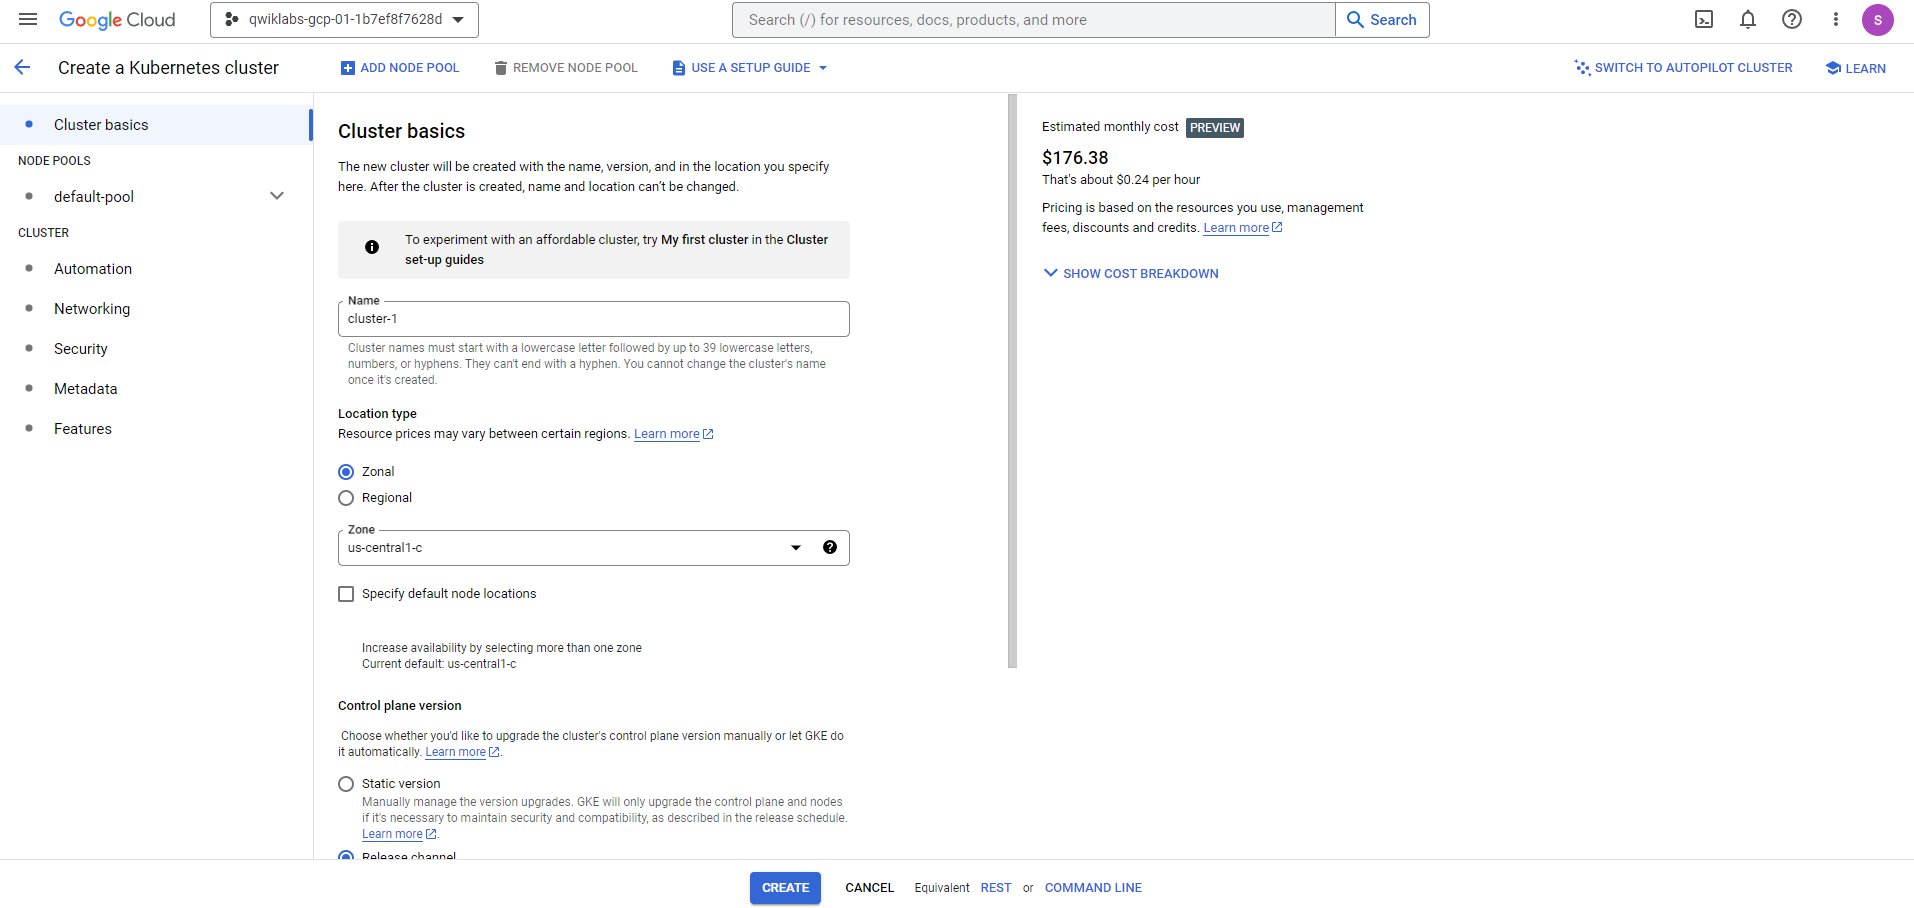 Google Cloud
qwiklabs-gcp-01-1b7ef8f7628d
Search (/) for resources, docs, products, and more
Search
S
Create a Kubernetes cluster
ADD NODE POOL
REMOVE NODE POOL
USE A SETUP GUIDE
SWITCH TO AUTOPILOT CLUSTER
LEARN
Cluster basics
NODE POOLS
default-pool
CLUSTER
Automation
Networking
Security
Metadata
Features
Cluster basics
The new cluster will be created with the name, version, and in the location you specify
here. After the cluster is created, name and location can't be changed.
To experiment with an affordable cluster, try My first cluster in the Cluster
set-up guides
Name
cluster-1
Cluster names must start with a lowercase letter followed by up to 39 lowercase letters,
numbers, or hyphens. They can't end with a hyphen. You cannot change the cluster's name
once it's created.
Location type
Resource prices may vary between certain regions. Learn more
Zonal
Regional
Zone
us-central1-c
Specify default node locations
Increase availability by selecting more than one zone
Current default: us-central1-c
Control plane version
Choose whether you'd like to upgrade the cluster's control plane version manually or let GKE do
it automatically. Learn more.
Static version
Manually manage the version upgrades. GKE will only upgrade the control plane and nodes
if it's necessary to maintain security and compatibility, as described in the release schedule.
Learn more.
Release channel
Estimated monthly cost PREVIEW
$176.38
That's about $0.24 per hour
Pricing is based on the resources you use, management
fees, discounts and credits. Learn more
SHOW COST BREAKDOWN
CREATE
CANCEL
Equivalent REST or COMMAND LINE